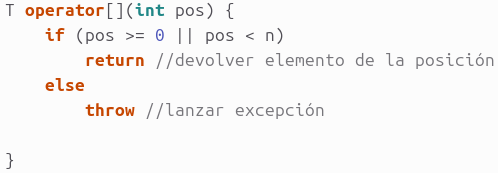 T operator[](int pos) {
    if (pos >= 0 || pos < n)
        return //devolver elemento de la posición
    else
        throw //lanzar excepción
}